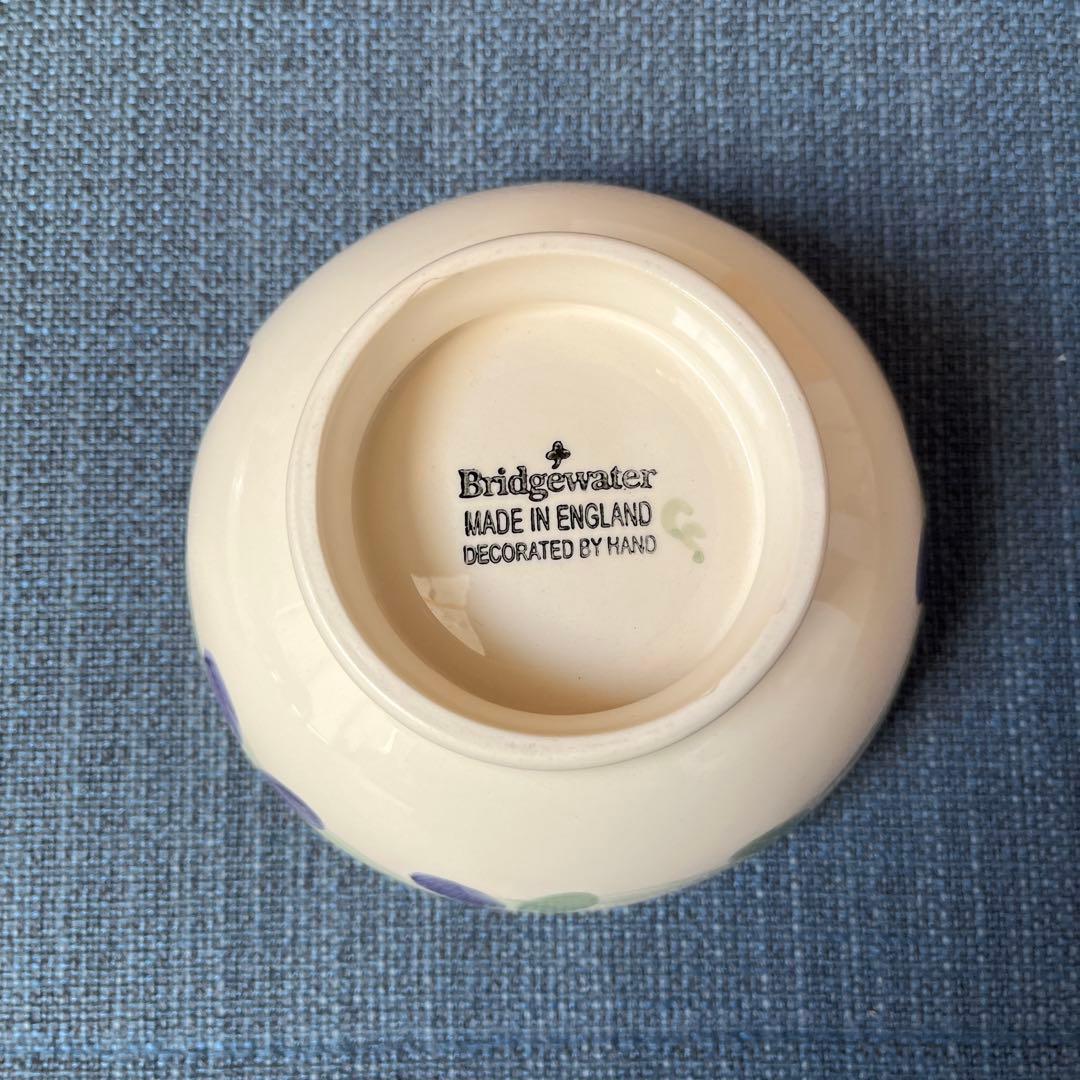 Bridgewater
MADE IN ENGLAND
DECORATED BY HAND